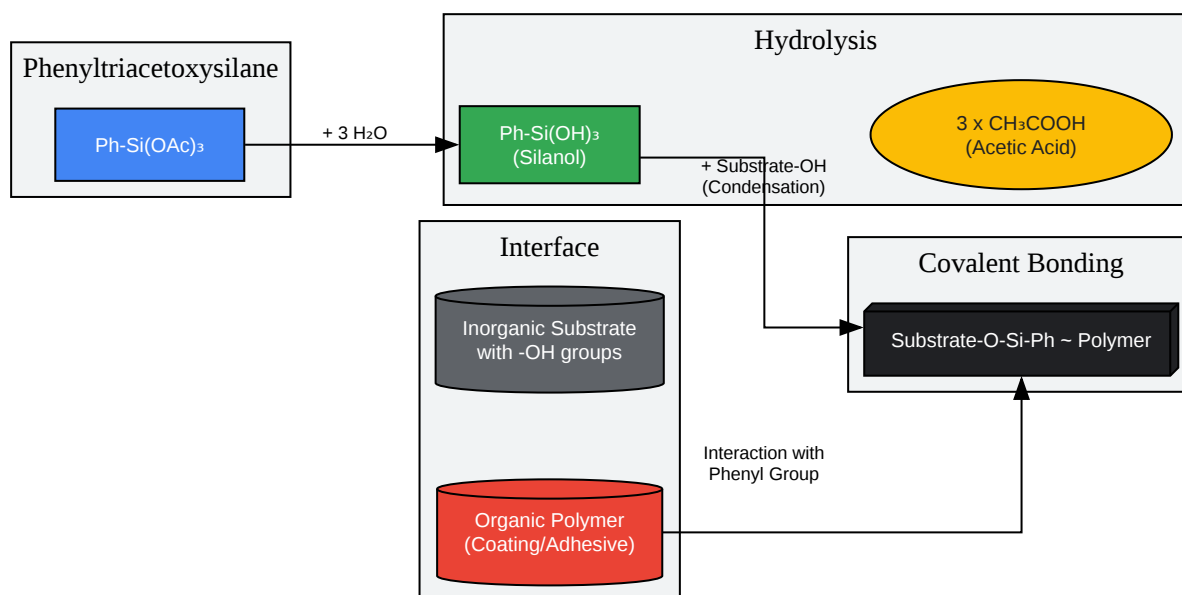 Phenyltriacetoxysilane
Ph-Si(OAc)₃
+ 3 H₂O
Hydrolysis
Ph-Si(OH)₃
(Silanol)
3 x CH₃COOH
(Acetic Acid)
+ Substrate-OH
(Condensation)
Interface
Inorganic Substrate
with -OH groups
Organic Polymer
(Coating/Adhesive)
Interaction with
Phenyl Group
Covalent Bonding
Substrate-O-Si-Ph ~ Polymer